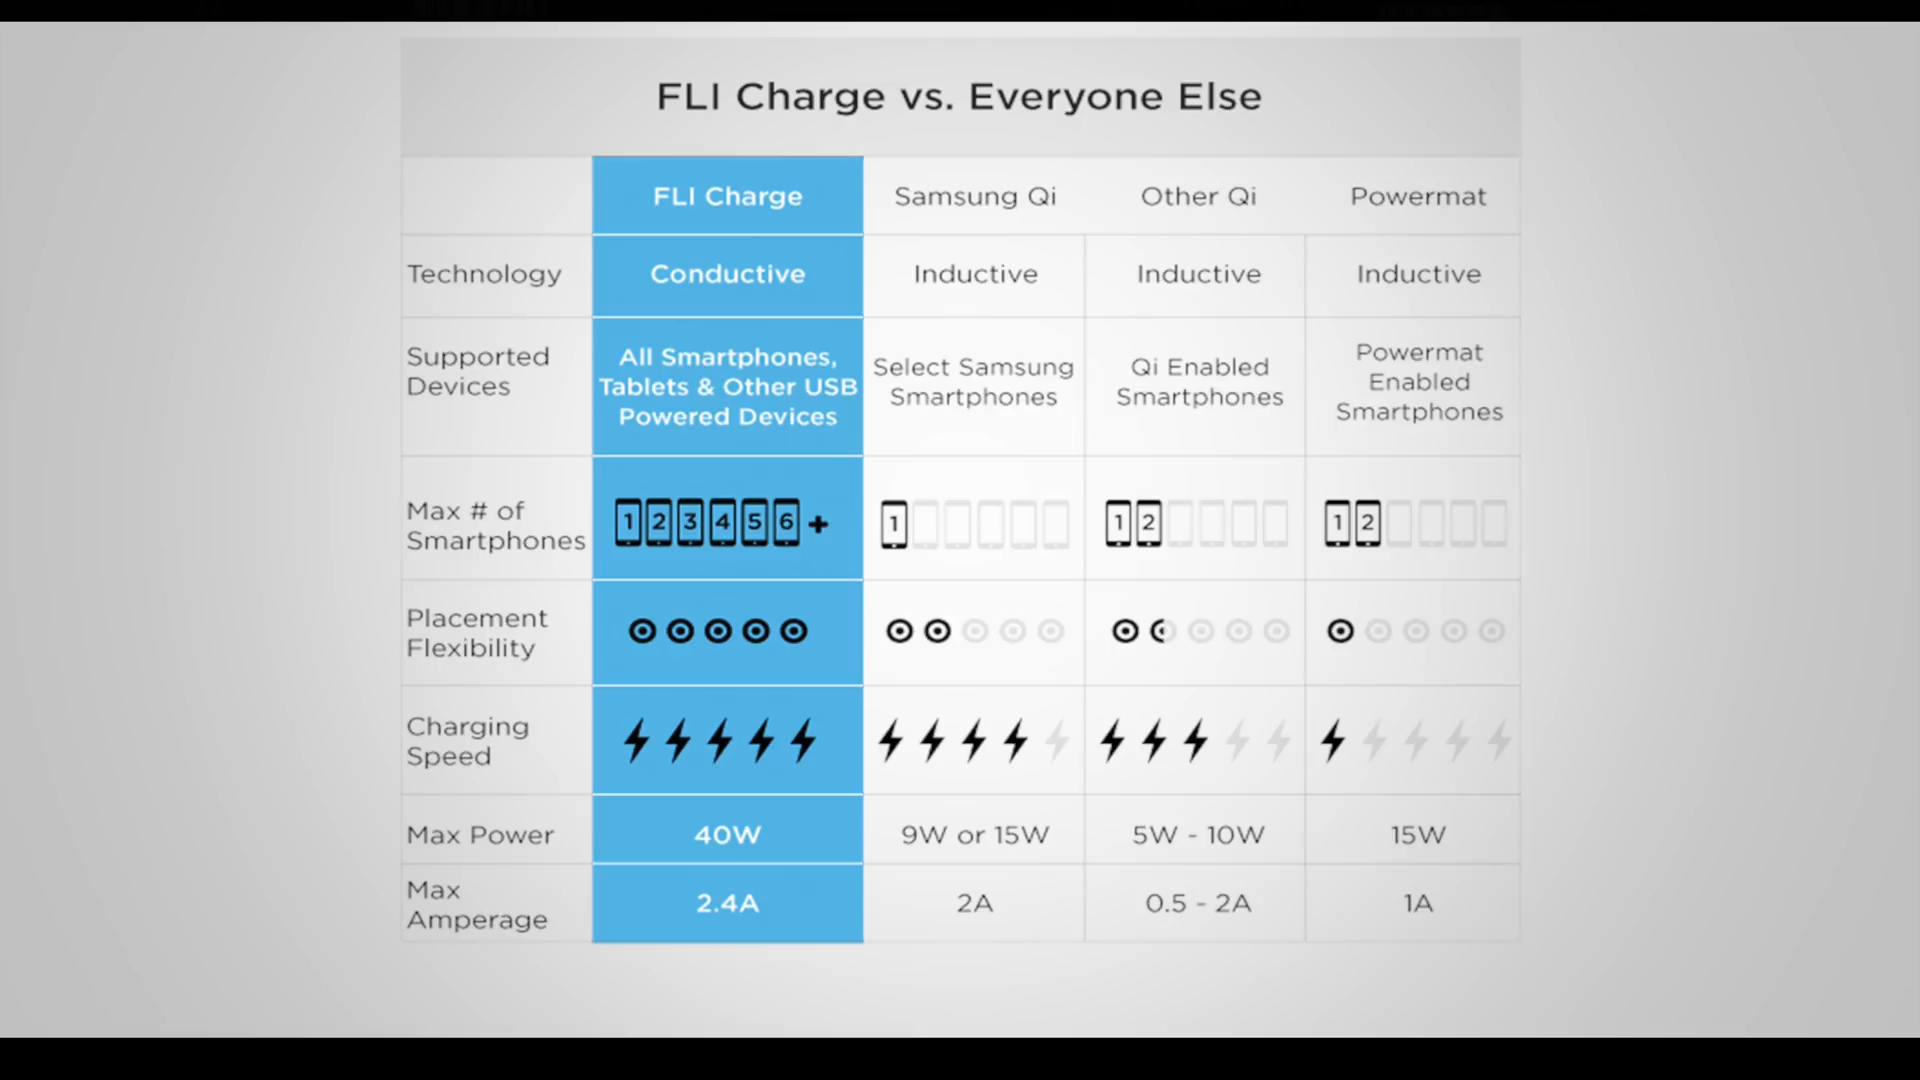 FLI Charge vs. Everyone Else
FLI Charge Samsung Qi Other Qi Powermat
Technology Conductive Inductive Inductive Inductive
Supported
Devices
All Smartphones,
Tablets & Other USB
Powered Devices
Select Samsung
Smartphones
Qi Enabled
Smartphones
Powermat
Enabled
Smartphones
Max # of
Smartphones
1 2 3 4 5 6 +
1
1 2
1 2
Placement
Flexibility
Charging
Speed
Max Power 40W 9W or 15W 5W - 10W 15W
Max
Amperage
2.4A 2A 0.5 - 2A 1A